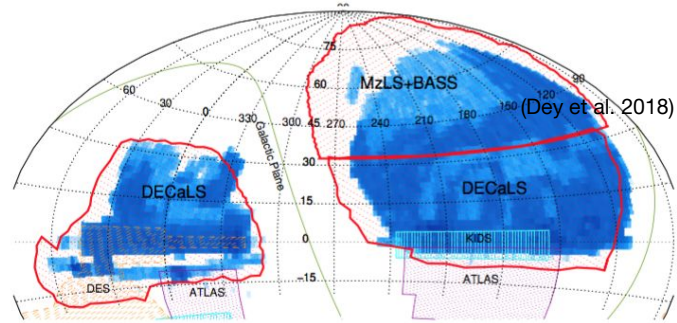 90
75
60
90
MzLS+BASS
60
30
0
330
300
45
270
240
210
180
150
120
(Dey et al. 2018)
Galactic Plane
30
DECaLS
DECaLS
15
0
KIDS
-15
DES
ATLAS
ATLAS